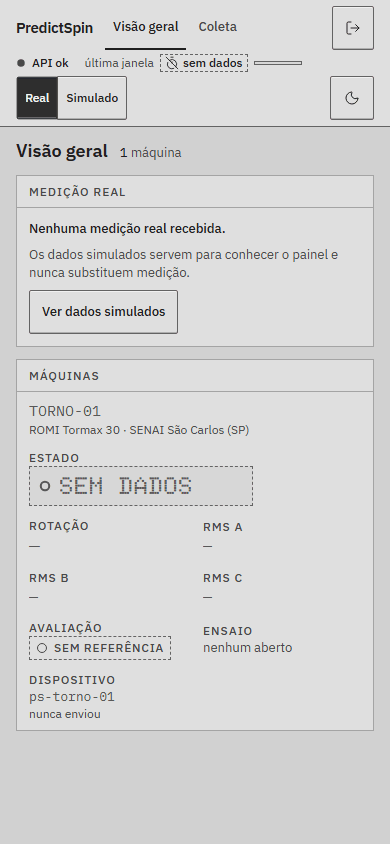 PredictSpin Visão geral Coleta
API ok última janela sem dados
Real Simulado
Visão geral 1 máquina
MEDIÇÃO REAL
Nenhuma medição real recebida.
Os dados simulados servem para conhecer o painel e
nunca substituem medição.
Ver dados simulados
MÁQUINAS
TORNO-01
ROMI Tormax 30 · SENAI São Carlos (SP)
ESTADO
SEM DADOS
ROTAÇÃO RMS A
— —
RMS B RMS C
— —
AVALIAÇÃO ENSAIO
SEM REFERÊNCIA nenhum aberto
DISPOSITIVO
ps-torno-01
nunca enviou